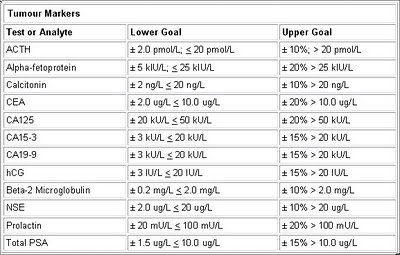 Tumour Markers
Test or Analyte Lower Goal Upper Goal
ACTH ± 2.0 pmol/L; < 20 pmol/L ± 10%; > 20 pmol/L
Alpha-fetoprotein ± 5 kIU/L; < 25 kIU/L ± 20% > 25 kIU/L
Calcitonin ± 2 ng/L < 20 ng/L ± 10% > 20 ng/L
CEA ± 2.0 ug/L < 10.0 ug/L ± 20% > 10.0 ug/L
CA125 ± 20 kU/L < 50 kU/L ± 20% > 50 kU/L
CA15-3 ± 3 kU/L < 20 kU/L ± 15% > 20 kU/L
CA19-9 ± 3 kU/L < 20 kU/L ± 15% > 20 kU/L
hCG ± 3 IU/L < 20 IU/L ± 15% > 20 IU/L
Beta-2 Microglobulin ± 0.2 mg/L < 2.0 mg/L ± 10% > 2.0 mg/L
NSE ± 2.0 ug/L < 20 ug/L ± 10% > 20 ug/L
Prolactin ± 20 mU/L < 100 mU/L ± 20% > 100 mU/L
Total PSA ± 1.5 ug/L < 10.0 ug/L ± 15% > 10.0 ug/L